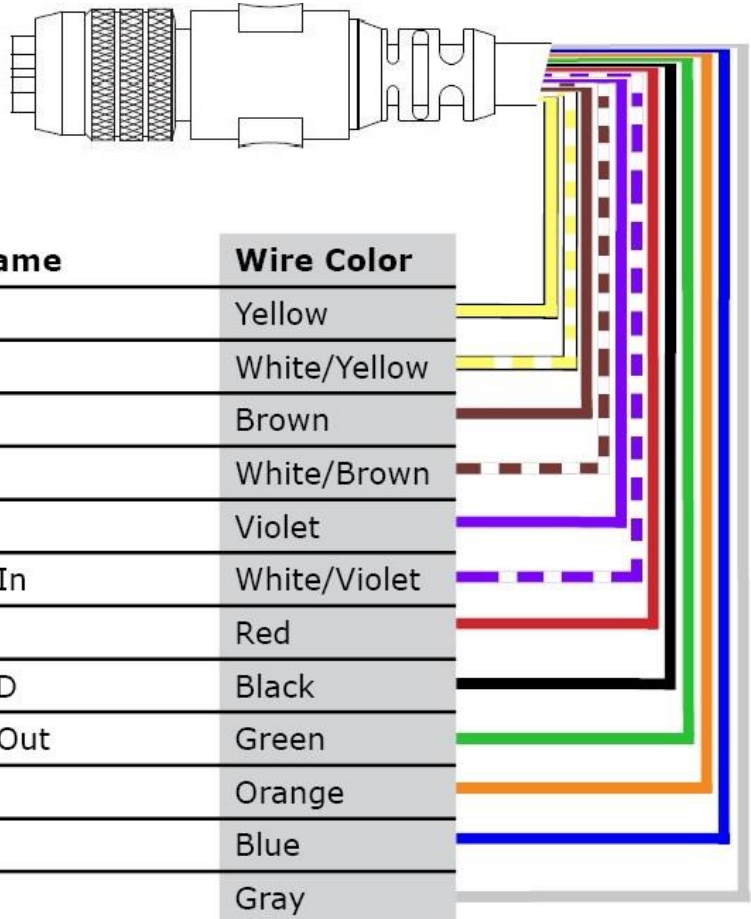 ame Wire Color
Yellow
White/Yellow
Brown
White/Brown
Violet
In White/Violet
Red
D Black
Out Green
Orange
Blue
Gray